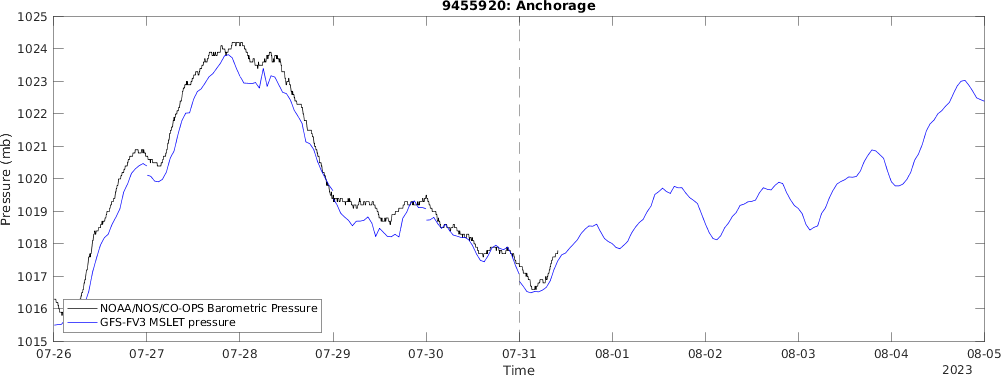 9455920: Anchorage
1025
1024
1023
1022
1021
1020
1019
1018
1017
1016
1015
Pressure (mb)
NOAA/NOS/CO-OPS Barometric Pressure
GFS-FV3 MSLET pressure
07-26 07-27 07-28 07-29 07-30 07-31 08-01 08-02 08-03 08-04 08-05
Time
2023